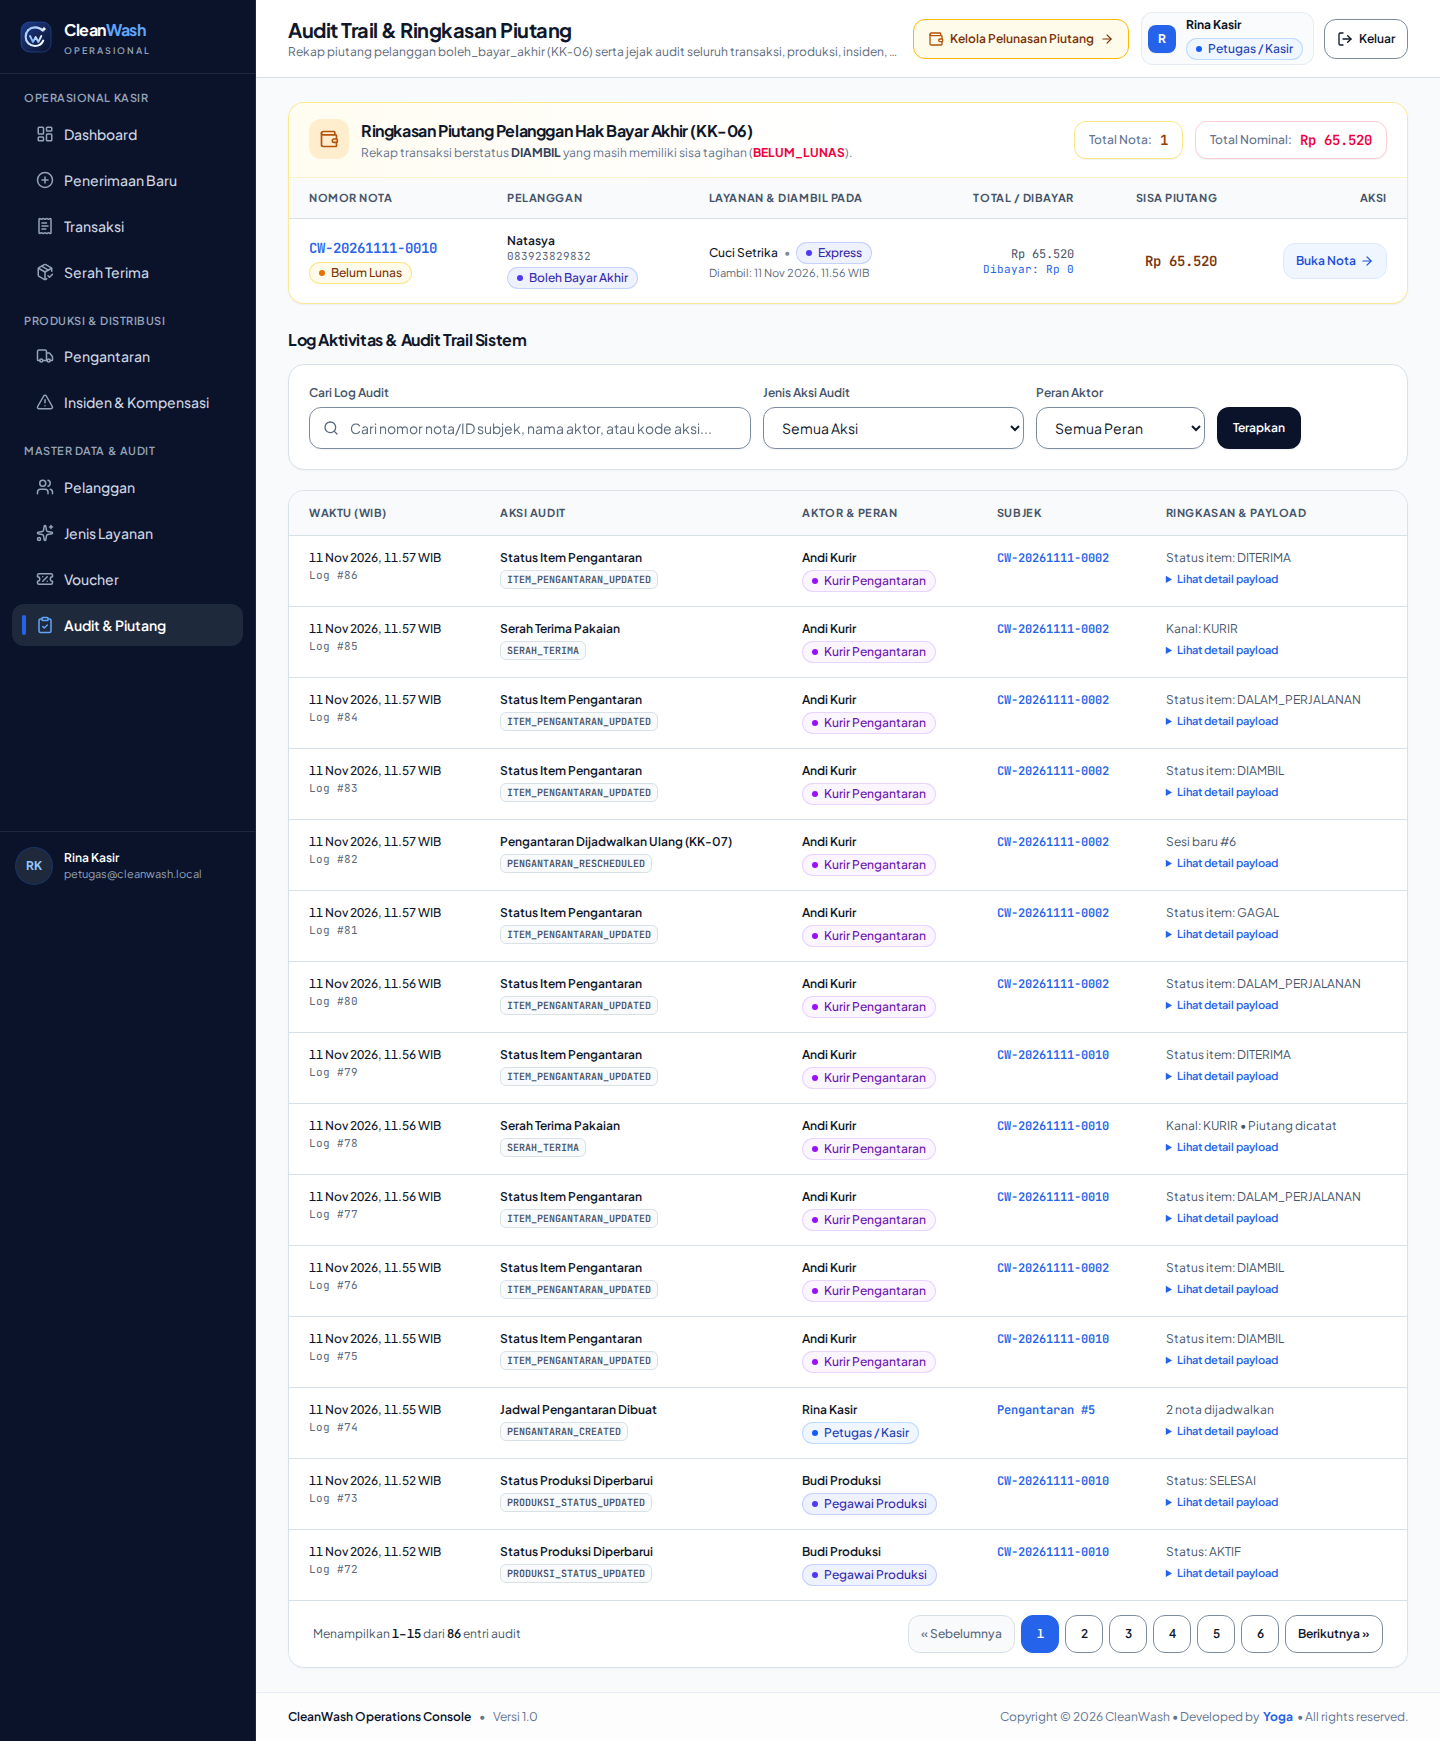 CleanWash
OPERASIONAL
OPERASIONAL KASIR
Dashboard
Penerimaan Baru
Transaksi
Serah Terima
PRODUKSI & DISTRIBUSI
Pengantaran
Insiden & Kompensasi
MASTER DATA & AUDIT
Pelanggan
Jenis Layanan
Voucher
Audit & Piutang
RK
Rina Kasir
petugas@cleanwash.local
Audit Trail & Ringkasan Piutang
Rekap piutang pelanggan boleh_bayar_akhir (KK-06) serta jejak audit seluruh transaksi, produksi, insiden, ...
Kelola Pelunasan Piutang →
R
Rina Kasir
Petugas / Kasir
Keluar
Ringkasan Piutang Pelanggan Hak Bayar Akhir (KK-06)
Rekap transaksi berstatus DIAMBIL yang masih memiliki sisa tagihan (BELUM_LUNAS).
Total Nota: 1
Total Nominal: Rp 65.520
NOMOR NOTA PELANGGAN LAYANAN & DIAMBIL PADA TOTAL / DIBAYAR SISA PIUTANG AKSI
CW-20261111-0010
Belum Lunas
Natasya
083923829832
Boleh Bayar Akhir
Cuci Setrika • Express
Diambil: 11 Nov 2026, 11.56 WIB
Rp 65.520
Dibayar: Rp 0
Rp 65.520
Buka Nota →
Log Aktivitas & Audit Trail Sistem
Cari Log Audit
Cari nomor nota/ID subjek, nama aktor, atau kode aksi...
Jenis Aksi Audit
Semua Aksi
Peran Aktor
Semua Peran
Terapkan
WAKTU (WIB) AKSI AUDIT AKTOR & PERAN SUBJEK RINGKASAN & PAYLOAD
11 Nov 2026, 11.57 WIB Status Item Pengantaran Andi Kurir CW-20261111-0002 Status item: DITERIMA
Log #86 ITEM_PENGANTARAN_UPDATED Kurir Pengantaran Lihat detail payload
11 Nov 2026, 11.57 WIB Serah Terima Pakaian Andi Kurir CW-20261111-0002 Kanal: KURIR
Log #85 SERAH_TERIMA Kurir Pengantaran Lihat detail payload
11 Nov 2026, 11.57 WIB Status Item Pengantaran Andi Kurir CW-20261111-0002 Status item: DALAM_PERJALANAN
Log #84 ITEM_PENGANTARAN_UPDATED Kurir Pengantaran Lihat detail payload
11 Nov 2026, 11.57 WIB Status Item Pengantaran Andi Kurir CW-20261111-0002 Status item: DIAMBIL
Log #83 ITEM_PENGANTARAN_UPDATED Kurir Pengantaran Lihat detail payload
11 Nov 2026, 11.57 WIB Pengantaran Dijadwalkan Ulang (KK-07) Andi Kurir CW-20261111-0002 Sesi baru #6
Log #82 PENGANTARAN_RESCHEDULED Kurir Pengantaran Lihat detail payload
11 Nov 2026, 11.57 WIB Status Item Pengantaran Andi Kurir CW-20261111-0002 Status item: GAGAL
Log #81 ITEM_PENGANTARAN_UPDATED Kurir Pengantaran Lihat detail payload
11 Nov 2026, 11.56 WIB Status Item Pengantaran Andi Kurir CW-20261111-0002 Status item: DALAM_PERJALANAN
Log #80 ITEM_PENGANTARAN_UPDATED Kurir Pengantaran Lihat detail payload
11 Nov 2026, 11.56 WIB Status Item Pengantaran Andi Kurir CW-20261111-0010 Status item: DITERIMA
Log #79 ITEM_PENGANTARAN_UPDATED Kurir Pengantaran Lihat detail payload
11 Nov 2026, 11.56 WIB Serah Terima Pakaian Andi Kurir CW-20261111-0010 Kanal: KURIR • Piutang dicatat
Log #78 SERAH_TERIMA Kurir Pengantaran Lihat detail payload
11 Nov 2026, 11.56 WIB Status Item Pengantaran Andi Kurir CW-20261111-0010 Status item: DALAM_PERJALANAN
Log #77 ITEM_PENGANTARAN_UPDATED Kurir Pengantaran Lihat detail payload
11 Nov 2026, 11.55 WIB Status Item Pengantaran Andi Kurir CW-20261111-0002 Status item: DIAMBIL
Log #76 ITEM_PENGANTARAN_UPDATED Kurir Pengantaran Lihat detail payload
11 Nov 2026, 11.55 WIB Status Item Pengantaran Andi Kurir CW-20261111-0010 Status item: DIAMBIL
Log #75 ITEM_PENGANTARAN_UPDATED Kurir Pengantaran Lihat detail payload
11 Nov 2026, 11.55 WIB Jadwal Pengantaran Dibuat Rina Kasir Pengantaran #5 2 nota dijadwalkan
Log #74 PENGANTARAN_CREATED Petugas / Kasir Lihat detail payload
11 Nov 2026, 11.52 WIB Status Produksi Diperbarui Budi Produksi CW-20261111-0010 Status: SELESAI
Log #73 PRODUKSI_STATUS_UPDATED Pegawai Produksi Lihat detail payload
11 Nov 2026, 11.52 WIB Status Produksi Diperbarui Budi Produksi CW-20261111-0010 Status: AKTIF
Log #72 PRODUKSI_STATUS_UPDATED Pegawai Produksi Lihat detail payload
Menampilkan 1–15 dari 86 entri audit
« Sebelumnya 1 2 3 4 5 6 Berikutnya »
CleanWash Operations Console • Versi 1.0
Copyright © 2026 CleanWash • Developed by Yoga • All rights reserved.